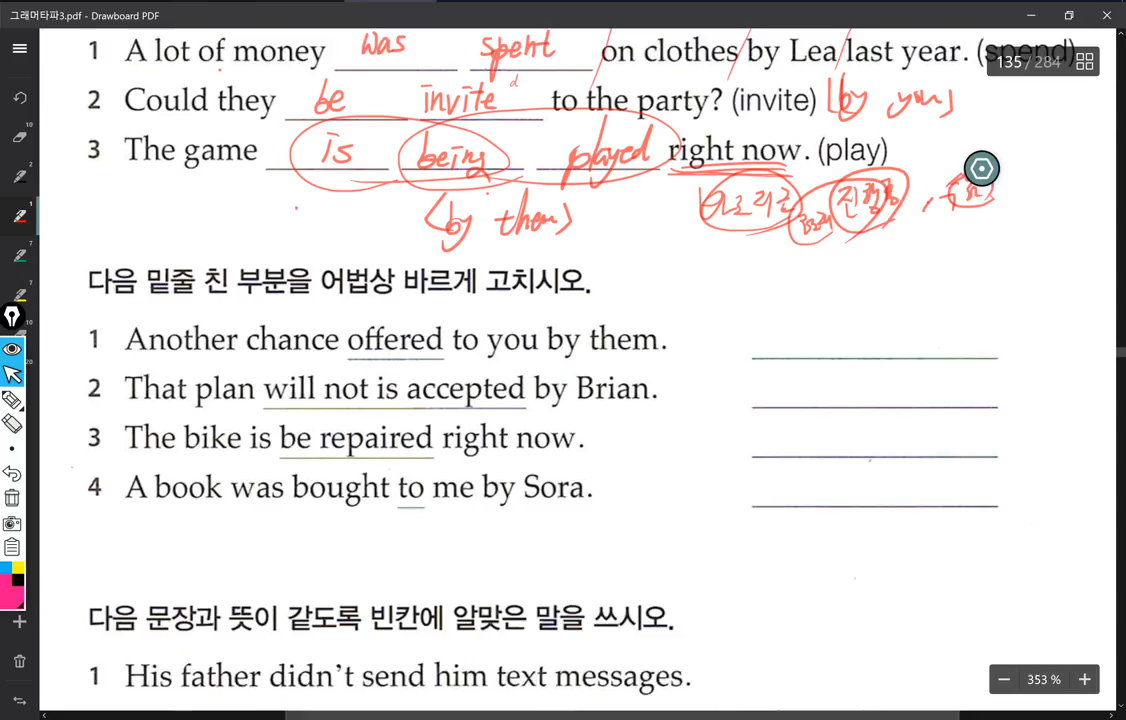 그래머타파3.pdf - Drawboard PDF
1 A lot of money was spent on clothes by Lea last year. (spend)
135 / 284
2 Could they be invited to the party? (invite) (by you)
3 The game is being played right now. (play)
(by them)
진행중
다음 밑줄 친 부분을 어법상 바르게 고치시오.
1 Another chance offered to you by them.
2 That plan will not is accepted by Brian.
3 The bike is be repaired right now.
4 A book was bought to me by Sora.
다음 문장과 뜻이 같도록 빈칸에 알맞은 말을 쓰시오.
1 His father didn't send him text messages.
353 %